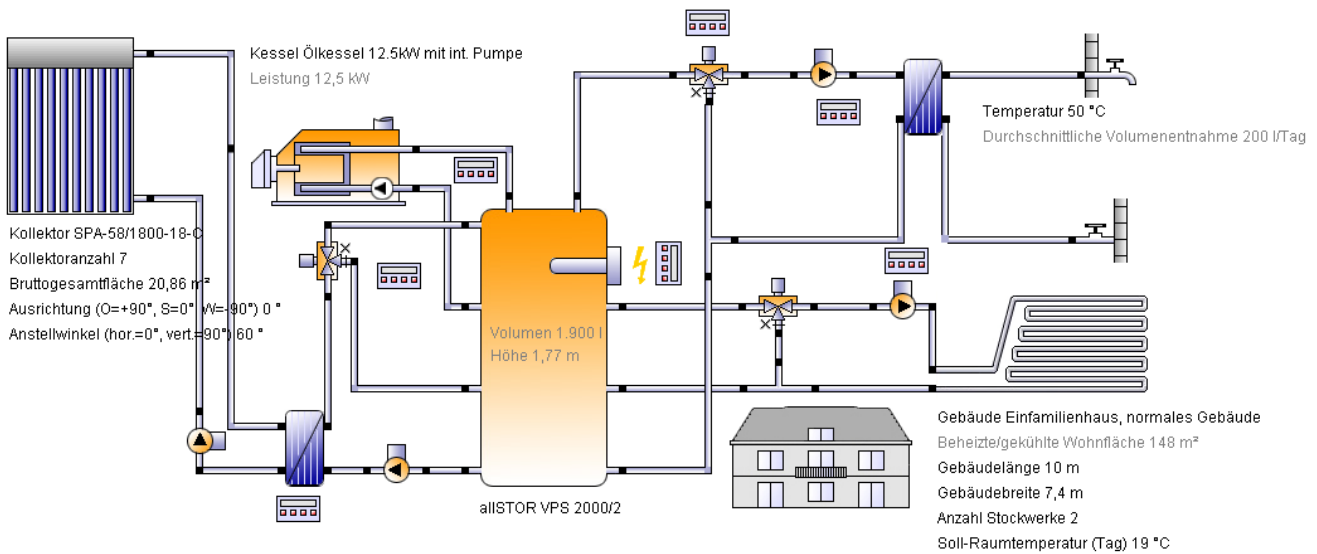 Kessel Ölkessel 12.5kW mit int. Pumpe
Leistung 12,5 kW
Temperatur 50 °C
Durchschnittliche Volumenentnahme 200 l/Tag
Kollektor SPA-58/1800-18-C
Kollektoranzahl 7
Bruttogesamtfläche 20,86 m²
Ausrichtung (O=+90°, S=0°, W=-90°) 0 °
Anstellwinkel (hor.=0°, vert.=90°) 60 °
Volumen 1.900 l
Höhe 1,77 m
allSTOR VPS 2000/2
Gebäude Einfamilienhaus, normales Gebäude
Beheizte/gekühlte Wohnfläche 148 m²
Gebäudelänge 10 m
Gebäudebreite 7,4 m
Anzahl Stockwerke 2
Soll-Raumtemperatur (Tag) 19 °C